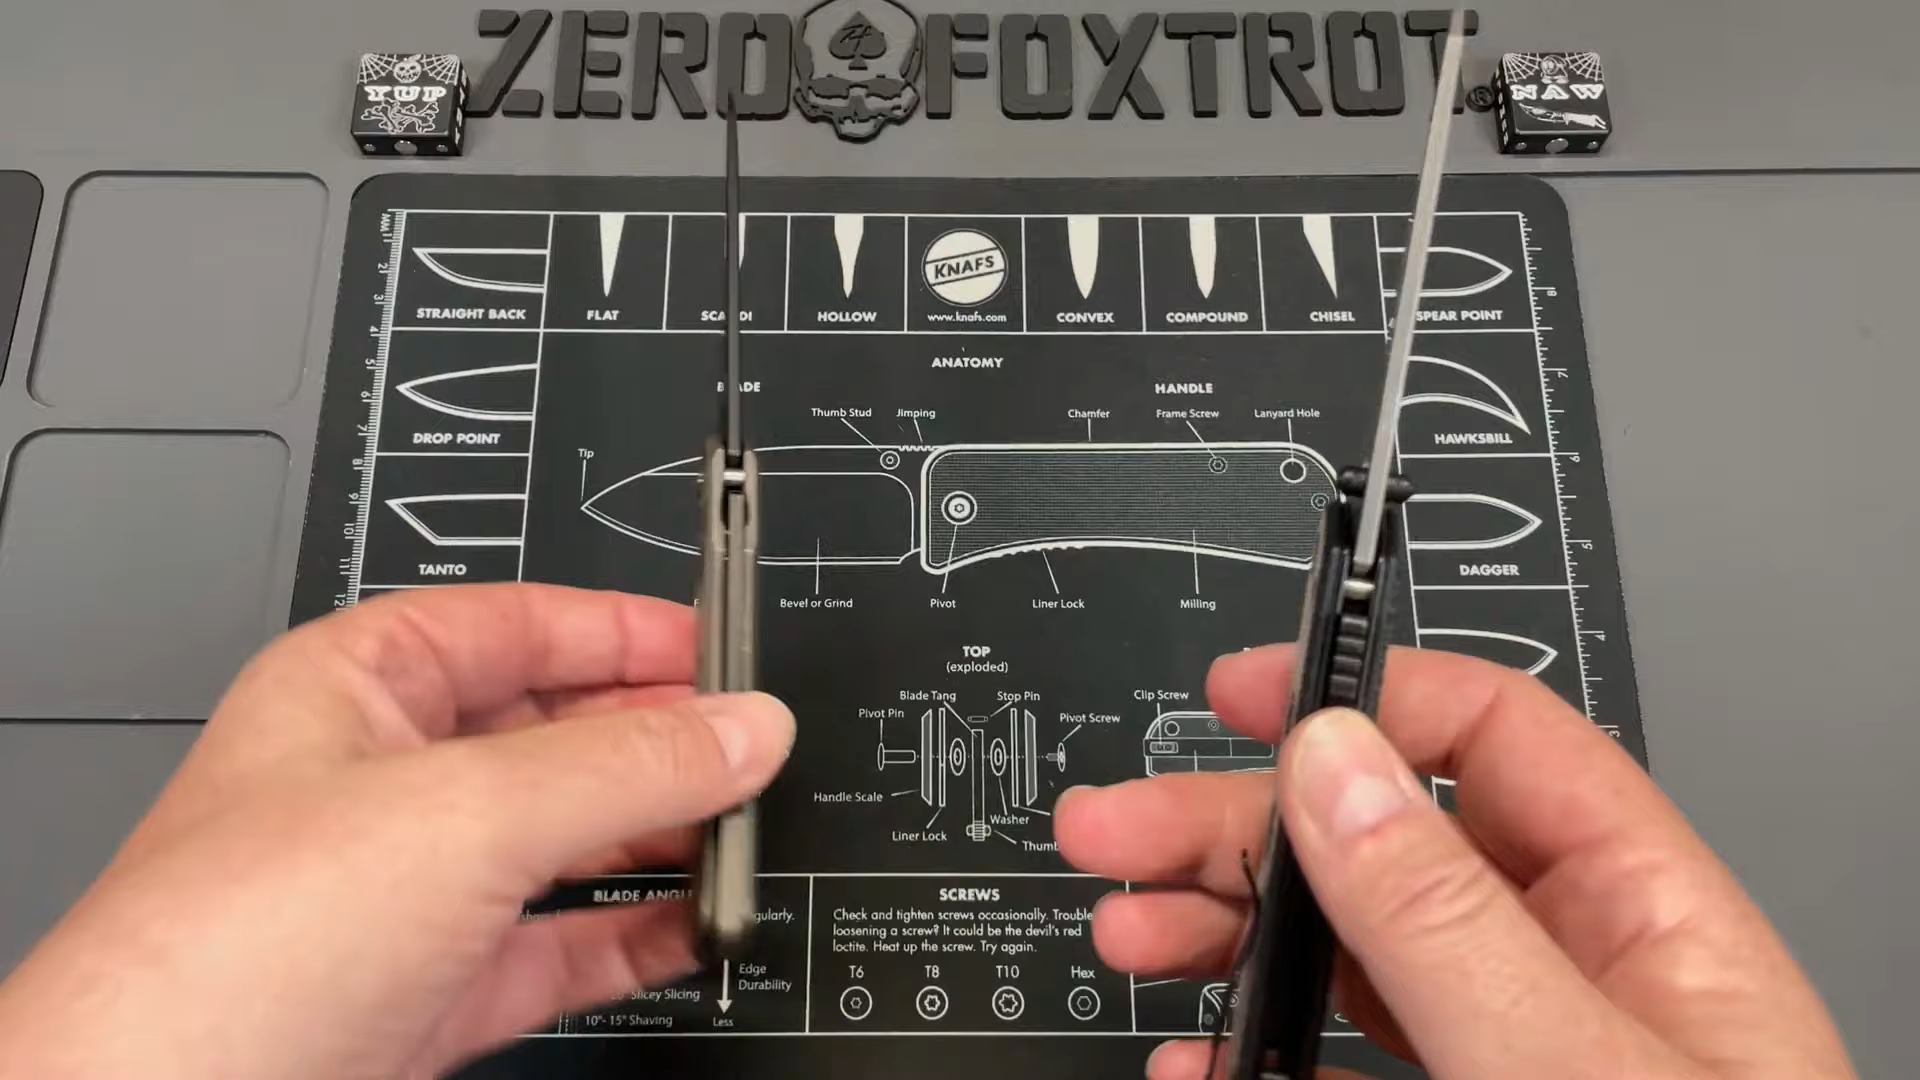 ZERO FOXTROT
YUP
NAW
STRAIGHT BACK
FLAT
HOLLOW
KNAFS
www.knafs.com
CONVEX
COMPOUND
CHISEL
SPEAR POINT
ANATOMY
HANDLE
Thumb Stud
Jimping
Chamfer
Frame Screw
Lanyard Hole
DROP POINT
HAWKSBILL
Tip
TANTO
DAGGER
Bevel or Grind
Pivot
Liner Lock
Milling
TOP
(exploded)
Blade Tang
Stop Pin
Pivot Pin
Pivot Screw
Clip Screw
Handle Scale
Washer
Liner Lock
BLADE
SCREWS
Check and tighten screws occasionally. Trouble
loosening a screw? It could be the devil's red
loctite. Heat up the screw. Try again.
T6
T8
T10
Hex
Edge
Durability
Slicey Slicing
10°- 15° Shaving
Less